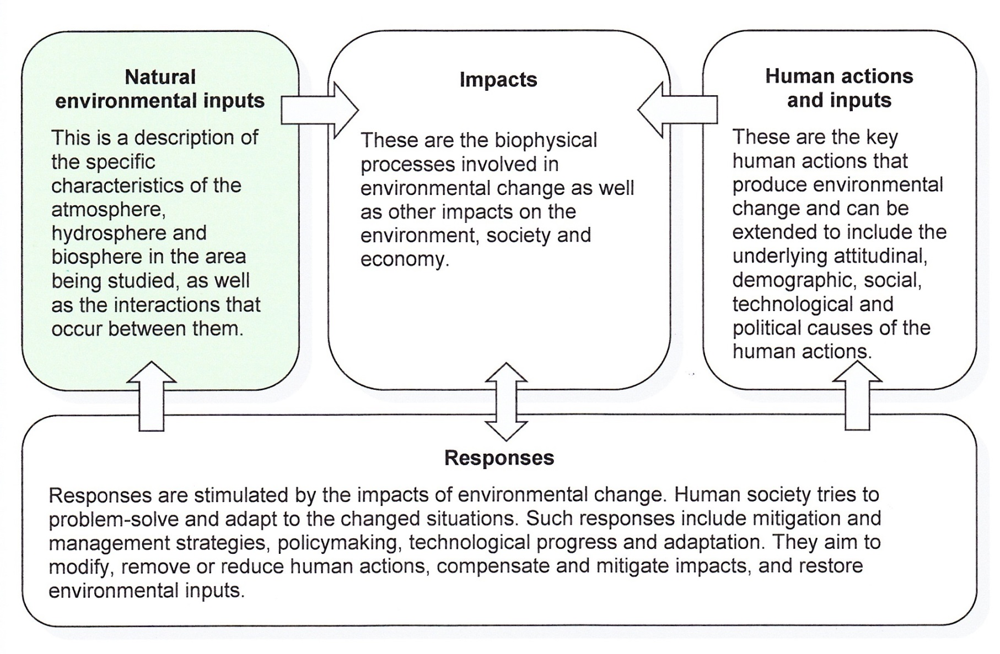 Natural
environmental inputs
This is a description of
the specific
characteristics of the
atmosphere,
hydrosphere and
biosphere in the area
being studied, as well
as the interactions that
occur between them.
Impacts
These are the biophysical
processes involved in
environmental change as well
as other impacts on the
environment, society and
economy.
Human actions
and inputs
These are the key
human actions that
produce environmental
change and can be
extended to include the
underlying attitudinal,
demographic, social,
technological and
political causes of the
human actions.
Responses
Responses are stimulated by the impacts of environmental change. Human society tries to
problem-solve and adapt to the changed situations. Such responses include mitigation and
management strategies, policymaking, technological progress and adaptation. They aim to
modify, remove or reduce human actions, compensate and mitigate impacts, and restore
environmental inputs.